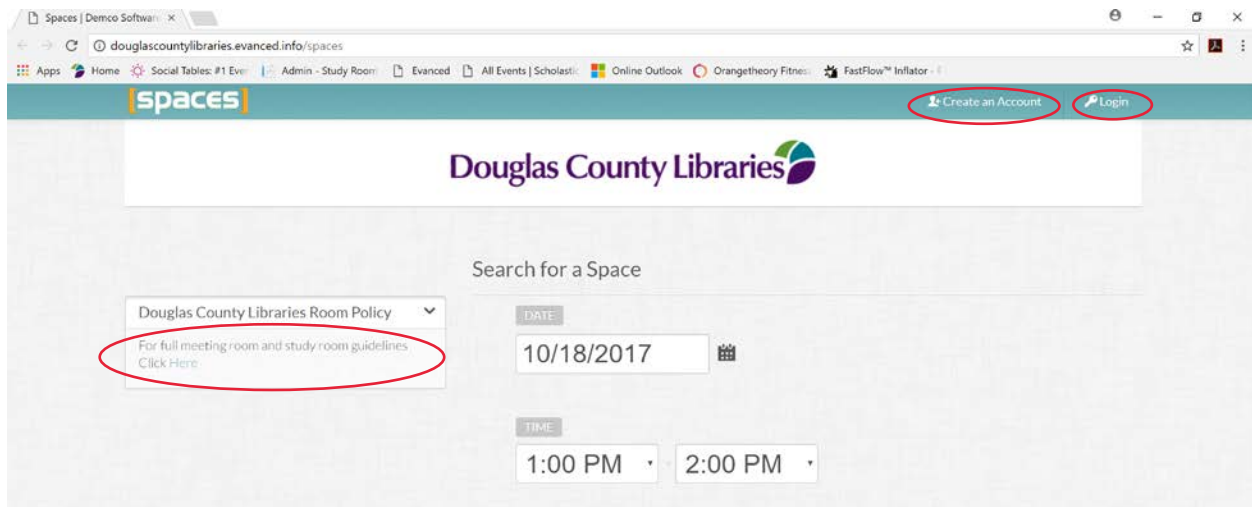 Spaces | Demco Softwar
douglascountylibraries.evanced.info/spaces
Apps Home Social Tables: #1 Ever Admin - Study Room Evanced All Events | Scholastic Online Outlook Orangetheory Fitnes FastFlow™ Inflator -
[spaces]
Create an Account Login
Douglas County Libraries
Search for a Space
Douglas County Libraries Room Policy
For full meeting room and study room guidelines
Click Here
DATE
10/18/2017
TIME
1:00 PM - 2:00 PM